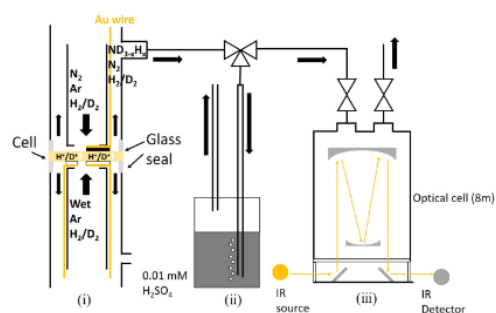 Au wire
ND₃₋ₓHₓ
N₂
H₂/D₂
N₂
Ar
H₂/D₂
Cell
H⁺/D⁺
H⁺/D⁺
Glass
seal
Wet
Ar
H₂/D₂
0.01 mM
H₂SO₄
Optical cell (8m)
IR
source
IR
Detector
(i)
(ii)
(iii)